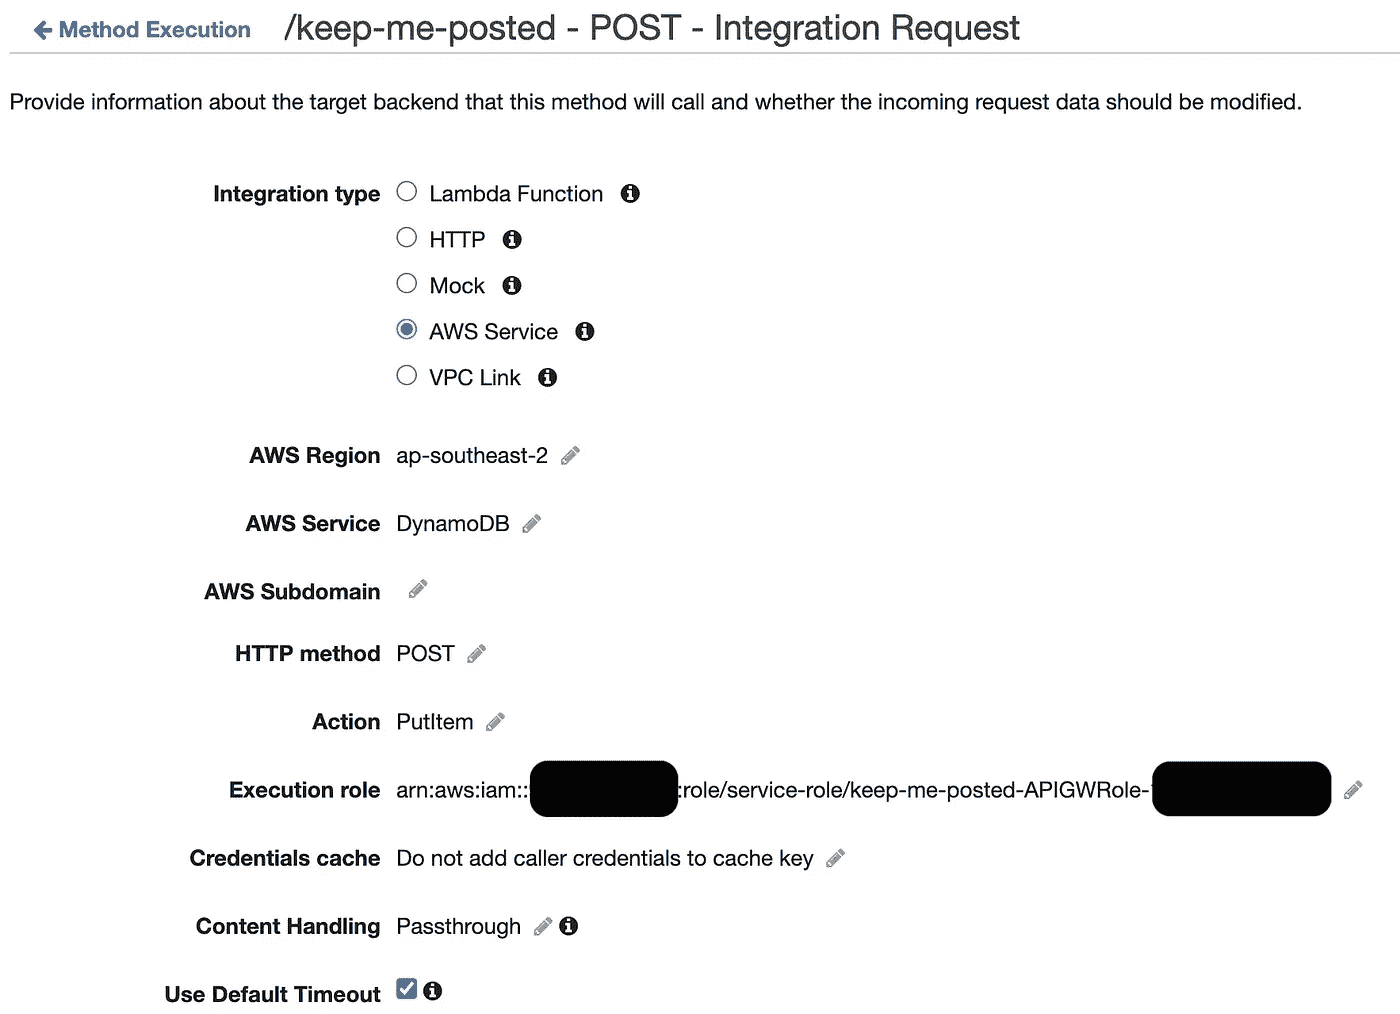 Method Execution /keep-me-posted - POST - Integration Request
Provide information about the target backend that this method will call and whether the incoming request data should be modified.
Integration type Lambda Function
HTTP
Mock
AWS Service
VPC Link
AWS Region ap-southeast-2
AWS Service DynamoDB
AWS Subdomain
HTTP method POST
Action PutItem
Execution role arn:aws:iam:: :role/service-role/keep-me-posted-APIGWRole-
Credentials cache Do not add caller credentials to cache key
Content Handling Passthrough
Use Default Timeout